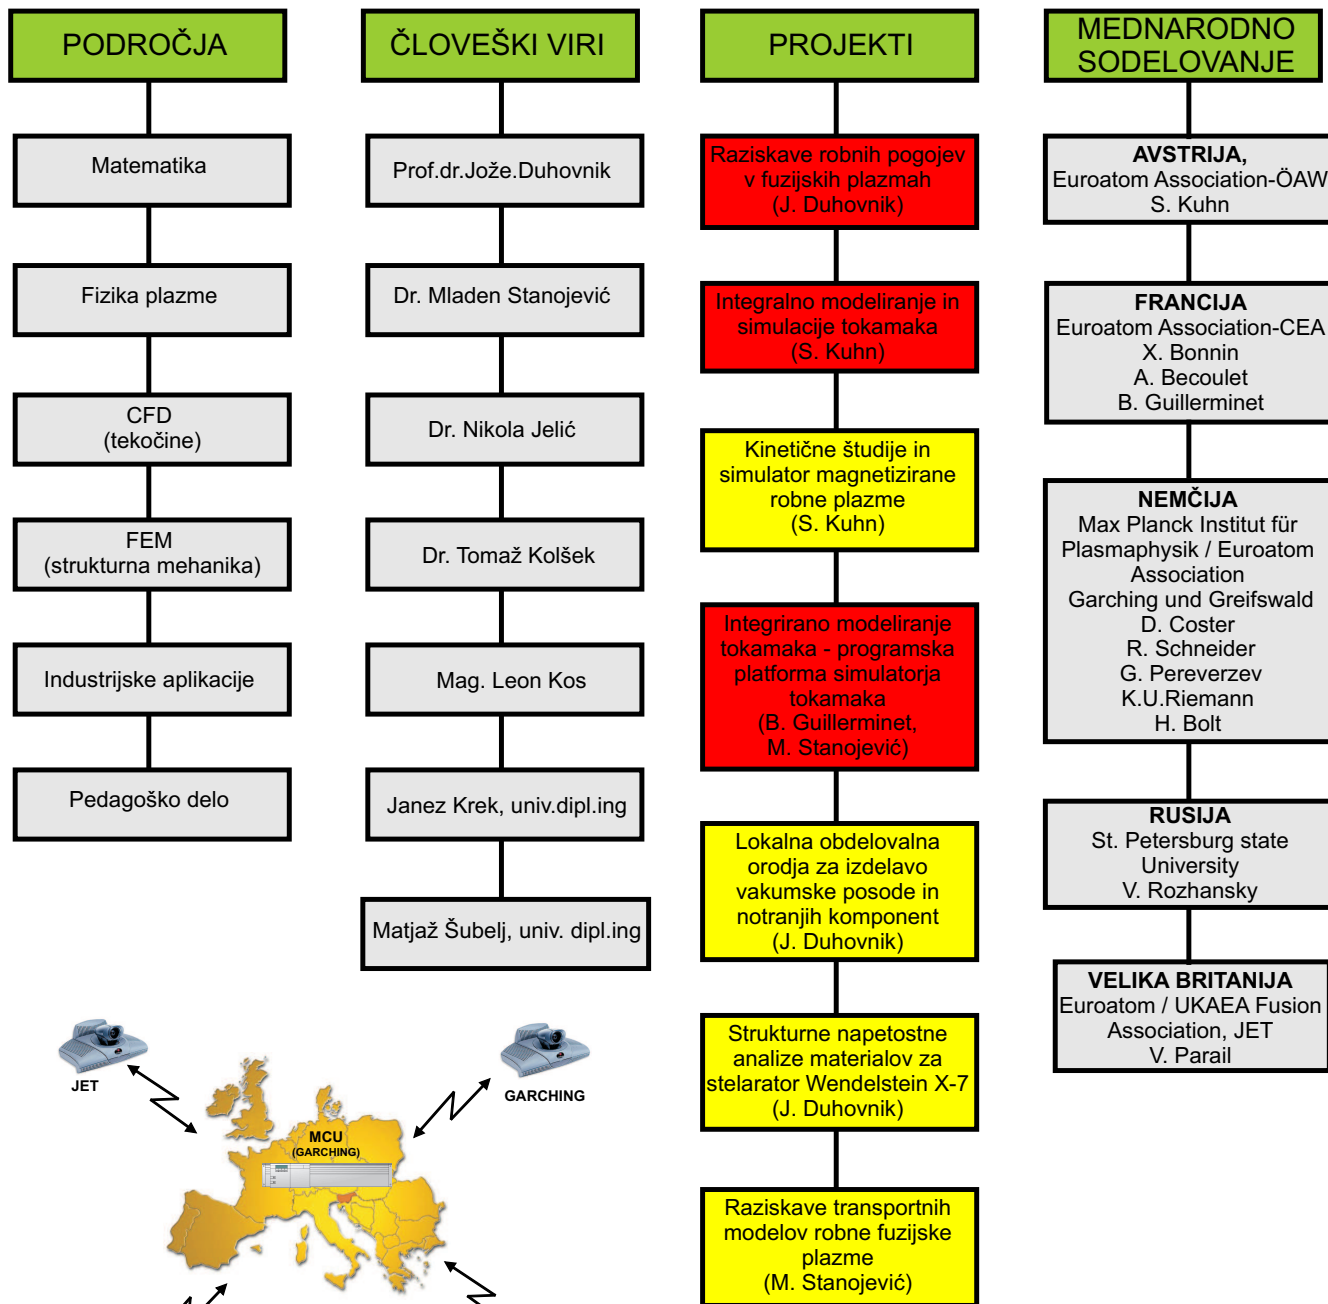 PODROČJA
Matematika
Fizika plazme
CFD
(tekočine)
FEM
(strukturna mehanika)
Industrijske aplikacije
Pedagoško delo
ČLOVEŠKI VIRI
Prof.dr.Jože.Duhovnik
Dr. Mladen Stanojević
Dr. Nikola Jelić
Dr. Tomaž Kolšek
Mag. Leon Kos
Janez Krek, univ.dipl.ing
Matjaž Šubelj, univ. dipl.ing
PROJEKTI
Raziskave robnih pogojev
v fuzijskih plazmah
(J. Duhovnik)
Integralno modeliranje in
simulacije tokamaka
(S. Kuhn)
Kinetične študije in
simulator magnetizirane
robne plazme
(S. Kuhn)
Integrirano modeliranje
tokamaka - programska
platforma simulatorja
tokamaka
(B. Guillerminet,
M. Stanojević)
Lokalna obdelovalna
orodja za izdelavo
vakumske posode in
notranjih komponent
(J. Duhovnik)
Strukturne napetostne
analize materialov za
stelarator Wendelstein X-7
(J. Duhovnik)
Raziskave transportnih
modelov robne fuzijske
plazme
(M. Stanojević)
MEDNARODNO
SODELOVANJE
AVSTRIJA,
Euroatom Association-ÖAW
S. Kuhn
FRANCIJA
Euroatom Association-CEA
X. Bonnin
A. Becoulet
B. Guillerminet
NEMČIJA
Max Planck Institut für
Plasmaphysik / Euroatom
Association
Garching und Greifswald
D. Coster
R. Schneider
G. Pereverzev
K.U.Riemann
H. Bolt
RUSIJA
St. Petersburg state
University
V. Rozhansky
VELIKA BRITANIJA
Euroatom / UKAEA Fusion
Association, JET
V. Parail
JET
GARCHING
MCU
(GARCHING)